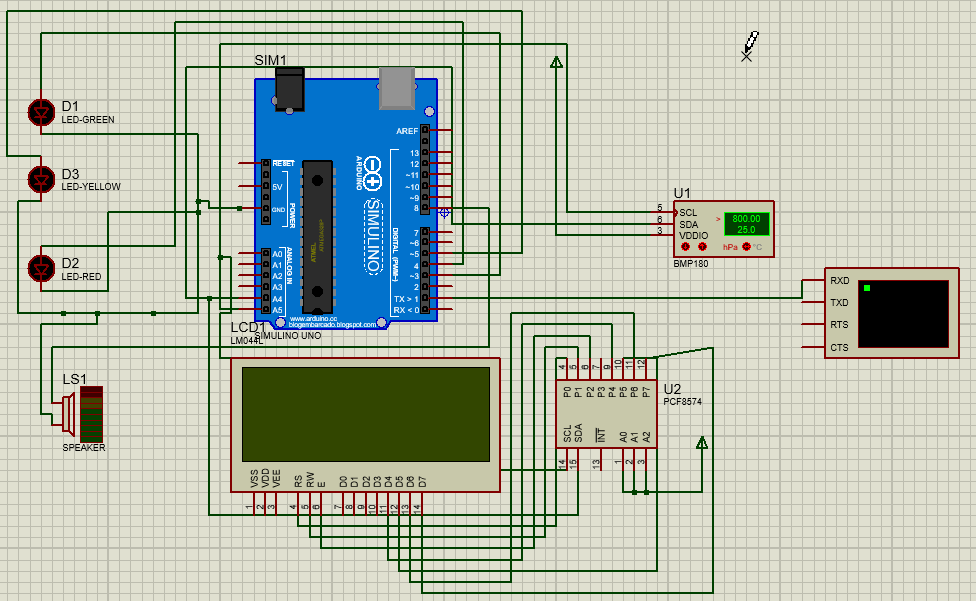 SIM1
D1
LED-GREEN
D3
LED-YELLOW
D2
LED-RED
RESET
5V
GND
POWER
A0
A1
A2
A3
A4
A5
ANALOG IN
ARDUINO
SIMULINO
ATMEL
AREF
13
12
~11
~10
~9
8
7
~6
~5
4
~3
2
TX > 1
RX < 0
DIGITAL (PWM~)
www.arduino.cc
blogembarcado.blogspot.com
SIMULINO UNO
U1
5
SCL
6
SDA
3
VDDIO
>
800.00
25.0
hPa
°C
BMP180
RXD
TXD
RTS
CTS
LCD1
LM044L
VSS
VDD
VEE
RS
RW
E
D0
D1
D2
D3
D4
D5
D6
D7
1
2
3
4
5
6
7
8
9
10
11
12
13
14
LS1
SPEAKER
U2
PCF8574
4
5
6
7
9
10
11
12
P0
P1
P2
P3
P4
P5
P6
P7
SCL
SDA
INT
A0
A1
A2
14
15
13
1
2
3